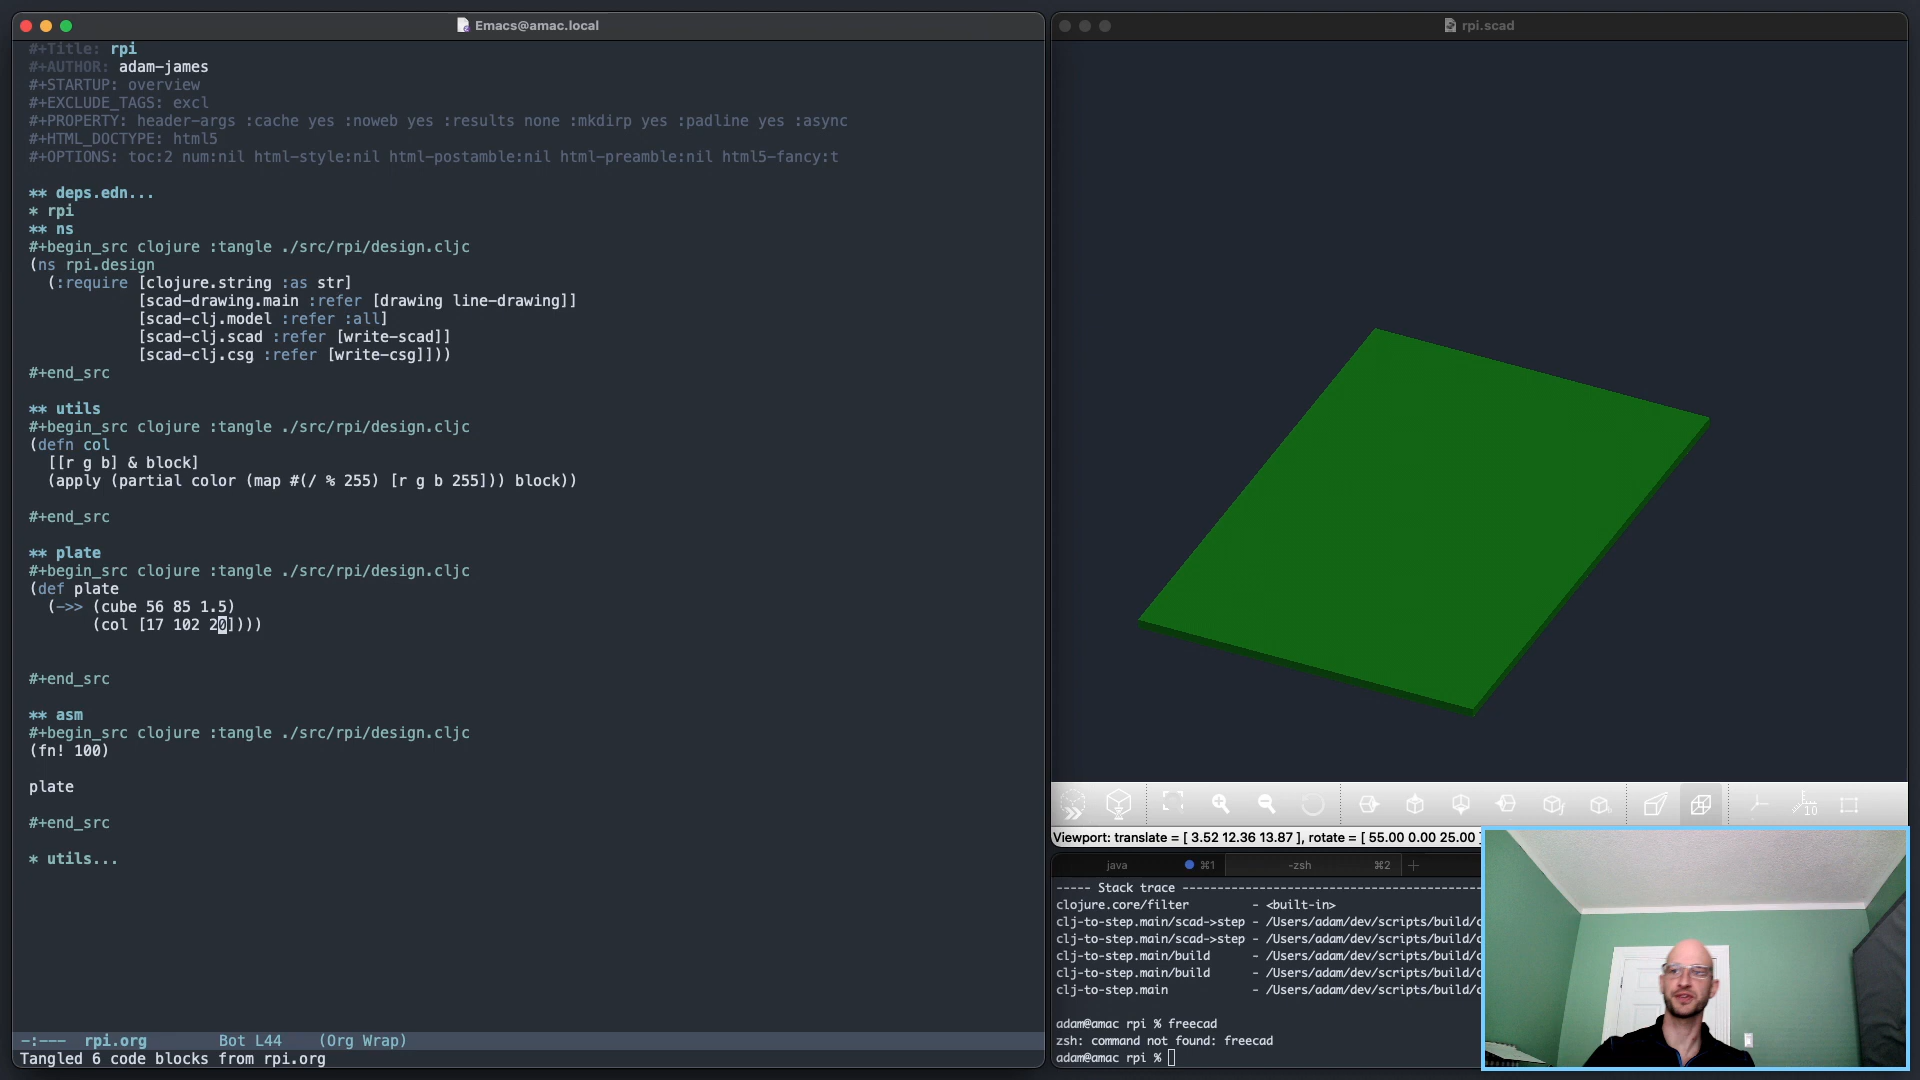 Emacs@amac.local
#+Title: rpi
#+AUTHOR: adam-james
#+STARTUP: overview
#+EXCLUDE_TAGS: excl
#+PROPERTY: header-args :cache yes :noweb yes :results none :mkdirp yes :padline yes :async
#+HTML_DOCTYPE: html5
#+OPTIONS: toc:2 num:nil html-style:nil html-postamble:nil html-preamble:nil html5-fancy:t
** deps.edn...
* rpi
** ns
#+begin_src clojure :tangle ./src/rpi/design.cljc
(ns rpi.design
(:require [clojure.string :as str]
[scad-drawing.main :refer [drawing line-drawing]]
[scad-clj.model :refer :all]
[scad-clj.scad :refer [write-scad]]
[scad-clj.csg :refer [write-csg]]))
#+end_src
** utils
#+begin_src clojure :tangle ./src/rpi/design.cljc
(defn col
[[r g b] & block]
(apply (partial color (map #(/ % 255) [r g b 255])) block))
#+end_src
** plate
#+begin_src clojure :tangle ./src/rpi/design.cljc
(def plate
(->> (cube 56 85 1.5)
(col [17 102 20])))
#+end_src
** asm
#+begin_src clojure :tangle ./src/rpi/design.cljc
(fn! 100)
plate
#+end_src
* utils...
-:--- rpi.org Bot L44 (Org Wrap)
Tangled 6 code blocks from rpi.org
rpi.scad
10
Viewport: translate = [ 3.52 12.36 13.87 ], rotate = [ 55.00 0.00 25.00 ]
java ⌘1 -zsh ⌘2 +
----- Stack trace --------------------------------------
clojure.core/filter - <built-in>
clj-to-step.main/scad->step - /Users/adam/dev/scripts/build/c
clj-to-step.main/scad->step - /Users/adam/dev/scripts/build/c
clj-to-step.main/build - /Users/adam/dev/scripts/build/c
clj-to-step.main/build - /Users/adam/dev/scripts/build/c
clj-to-step.main - /Users/adam/dev/scripts/build/c
adam@amac rpi % freecad
zsh: command not found: freecad
adam@amac rpi %